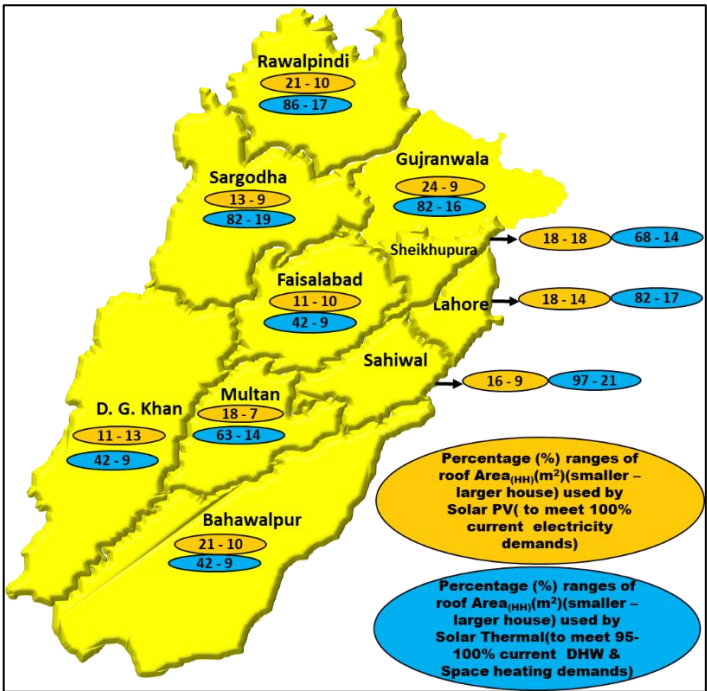 Rawalpindi
21 - 10
86 - 17
Gujranwala
24 - 9
82 - 16
Sargodha
13 - 9
82 - 19
Sheikhupura
18 - 18
68 - 14
Faisalabad
11 - 10
42 - 9
Lahore
18 - 14
82 - 17
Sahiwal
16 - 9
97 - 21
Multan
18 - 7
63 - 14
D. G. Khan
11 - 13
42 - 9
Bahawalpur
21 - 10
42 - 9
Percentage (%) ranges of
roof Area(HH)(m²)(smaller –
larger house) used by
Solar PV( to meet 100%
current electricity
demands)
Percentage (%) ranges of
roof Area(HH)(m²)(smaller –
larger house) used by
Solar Thermal(to meet 95-
100% current DHW &
Space heating demands)